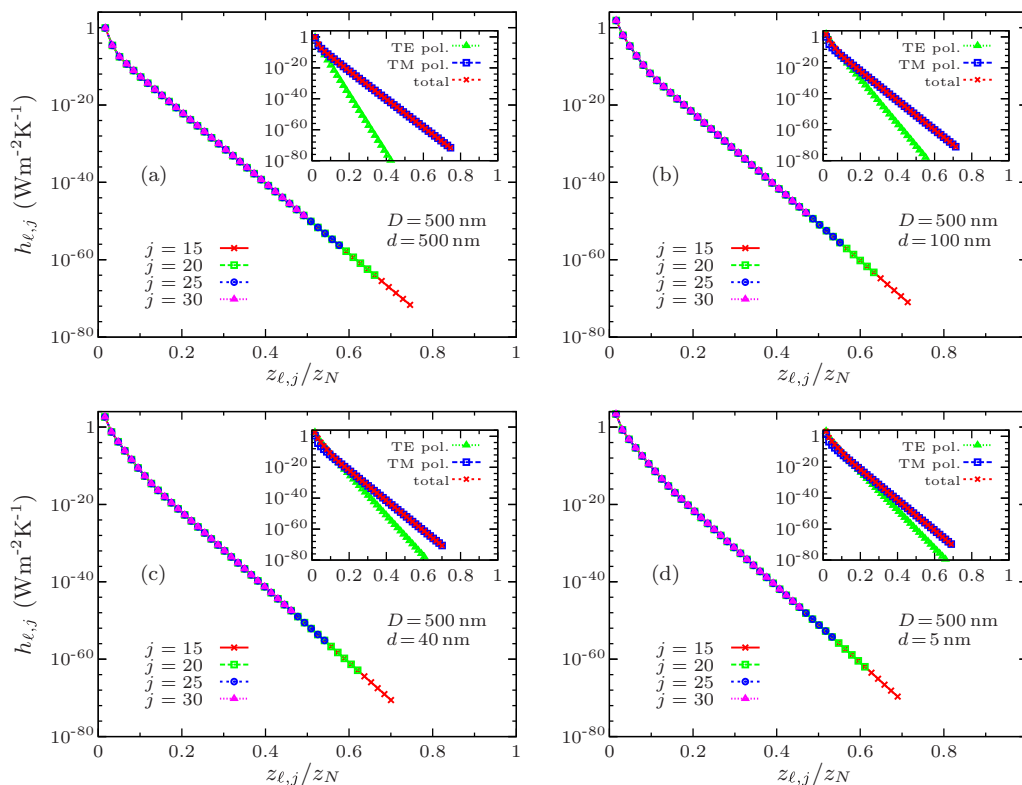 h_{ℓ,j} (Wm⁻²K⁻¹)
1
10⁻²⁰
10⁻⁴⁰
10⁻⁶⁰
10⁻⁸⁰
0 0.2 0.4 0.6 0.8 1
z_{ℓ,j}/z_N
(a)
D = 500 nm
d = 500 nm
j = 15
j = 20
j = 25
j = 30
1
10⁻²⁰
10⁻⁴⁰
10⁻⁶⁰
10⁻⁸⁰
0 0.2 0.4 0.6 0.8 1
TE pol.
TM pol.
total
1
10⁻²⁰
10⁻⁴⁰
10⁻⁶⁰
10⁻⁸⁰
0 0.2 0.4 0.6 0.8
z_{ℓ,j}/z_N
(b)
D = 500 nm
d = 100 nm
j = 15
j = 20
j = 25
j = 30
1
10⁻²⁰
10⁻⁴⁰
10⁻⁶⁰
10⁻⁸⁰
0 0.2 0.4 0.6 0.8 1
TE pol.
TM pol.
total
h_{ℓ,j} (Wm⁻²K⁻¹)
1
10⁻²⁰
10⁻⁴⁰
10⁻⁶⁰
10⁻⁸⁰
0 0.2 0.4 0.6 0.8 1
z_{ℓ,j}/z_N
(c)
D = 500 nm
d = 40 nm
j = 15
j = 20
j = 25
j = 30
1
10⁻²⁰
10⁻⁴⁰
10⁻⁶⁰
10⁻⁸⁰
0 0.2 0.4 0.6 0.8 1
TE pol.
TM pol.
total
1
10⁻²⁰
10⁻⁴⁰
10⁻⁶⁰
10⁻⁸⁰
0 0.2 0.4 0.6 0.8
z_{ℓ,j}/z_N
(d)
D = 500 nm
d = 5 nm
j = 15
j = 20
j = 25
j = 30
1
10⁻²⁰
10⁻⁴⁰
10⁻⁶⁰
10⁻⁸⁰
0 0.2 0.4 0.6 0.8 1
TE pol.
TM pol.
total